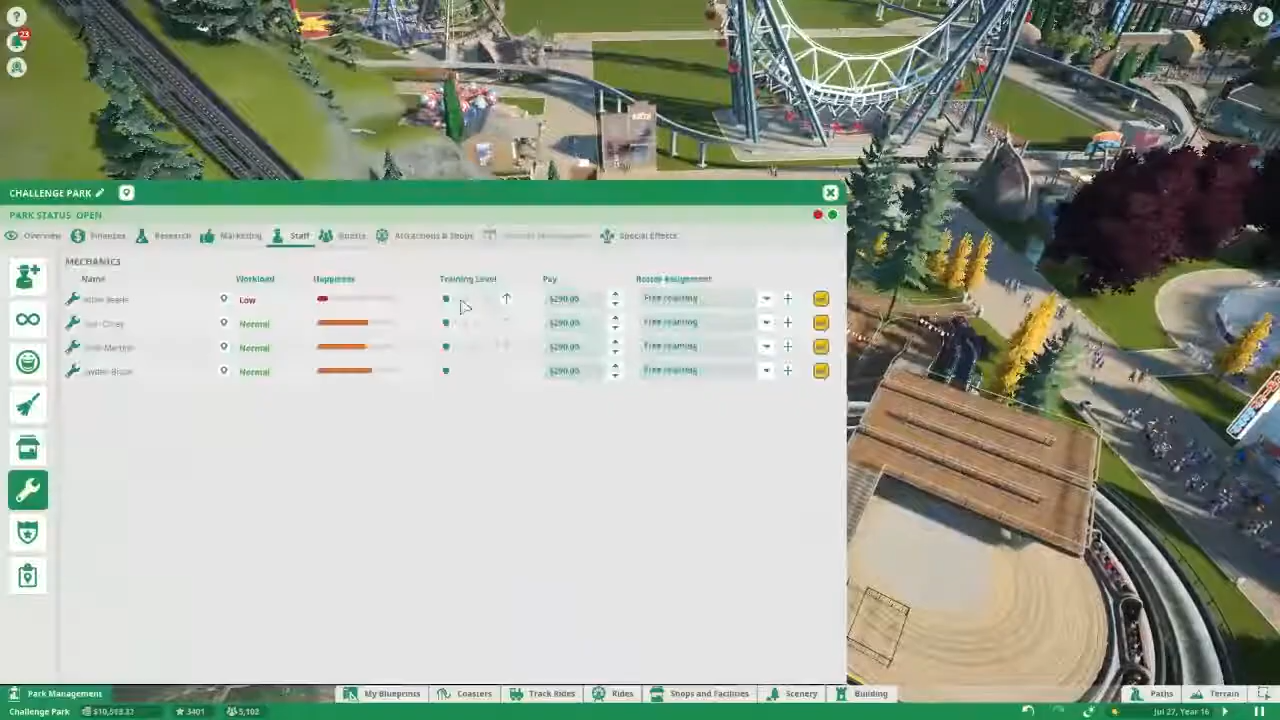 ?
23
CHALLENGE PARK
PARK STATUS OPEN
Overview Finances Research Marketing Staff Guests Attractions & Shops Special Effects
MECHANICS
Name Workload Happiness Training Level Pay Roster Assignment
Low $290.00 Free roaming
Normal $290.00 Free roaming
Normal $290.00 Free roaming
Normal $290.00 Free roaming
Park Management My Blueprints Coasters Track Rides Rides Shops and Facilities Scenery Building Paths Terrain
Challenge Park 3401 5,102 Jul 27, Year 16